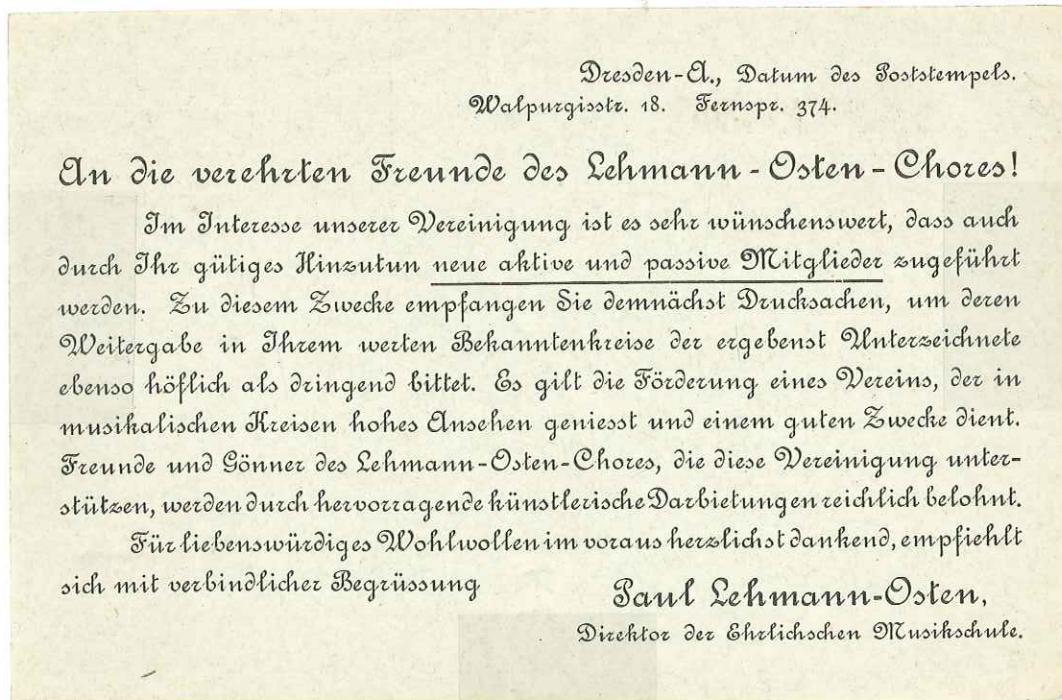 Dresden-A., Datum des Poststempels.
Walpurgisstr. 18. Fernspr. 374.
An die verehrten Freunde des Lehmann-Osten-Chores!
Im Interesse unserer Vereinigung ist es sehr wünschenswert, dass auch
durch Ihr gütiges Hinzutun neue aktive und passive Mitglieder zugeführt
werden. Zu diesem Zwecke empfangen Sie demnächst Drucksachen, um deren
Weitergabe in Ihrem werten Bekanntenkreise der ergebenst Unterzeichnete
ebenso höflich als dringend bittet. Es gilt die Förderung eines Vereins, der in
musikalischen Kreisen hohes Ansehen geniesst und einem guten Zwecke dient.
Freunde und Gönner des Lehmann-Osten-Chores, die diese Vereinigung unter-
stützen, werden durch hervorragende künstlerische Darbietungen reichlich belohnt.
Für liebenswürdiges Wohlwollen im voraus herzlichst dankend, empfiehlt
sich mit verbindlicher Begrüssung
Paul Lehmann-Osten,
Direktor der Ehrlichschen Musikschule.